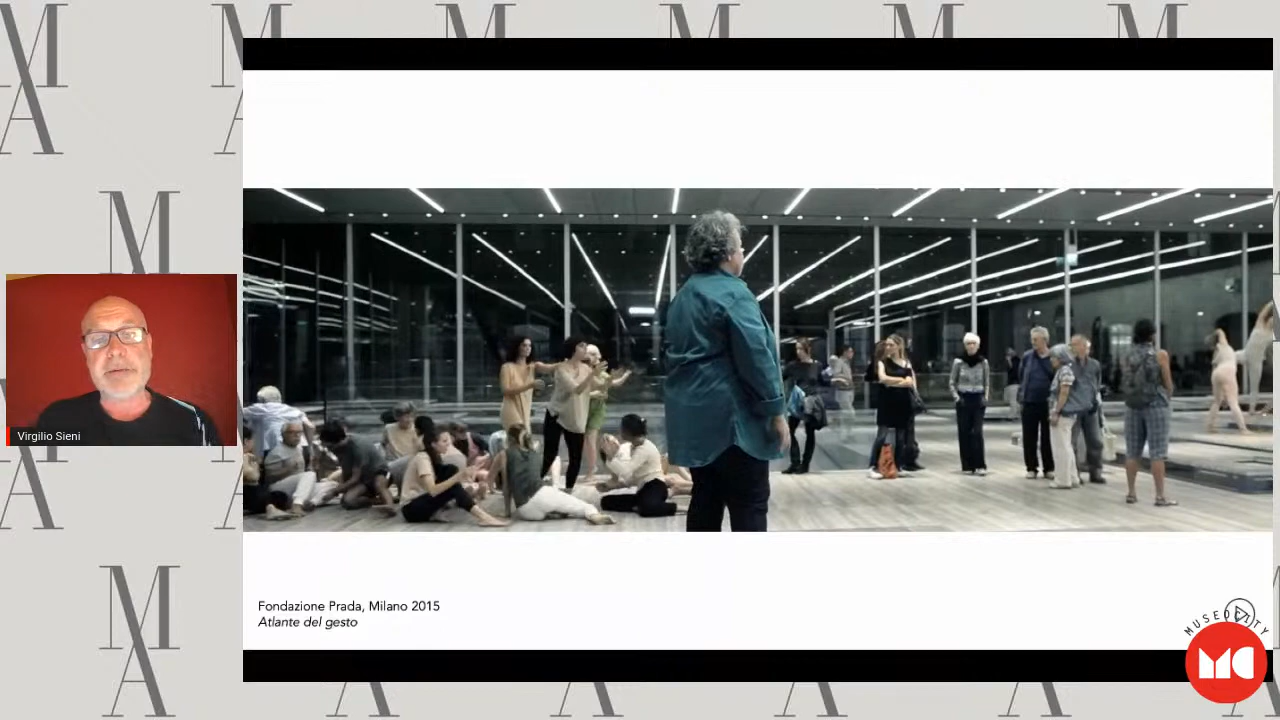 Virgilio Sieni
Fondazione Prada, Milano 2015
Atlante del gesto
MUSEOCITY
MC